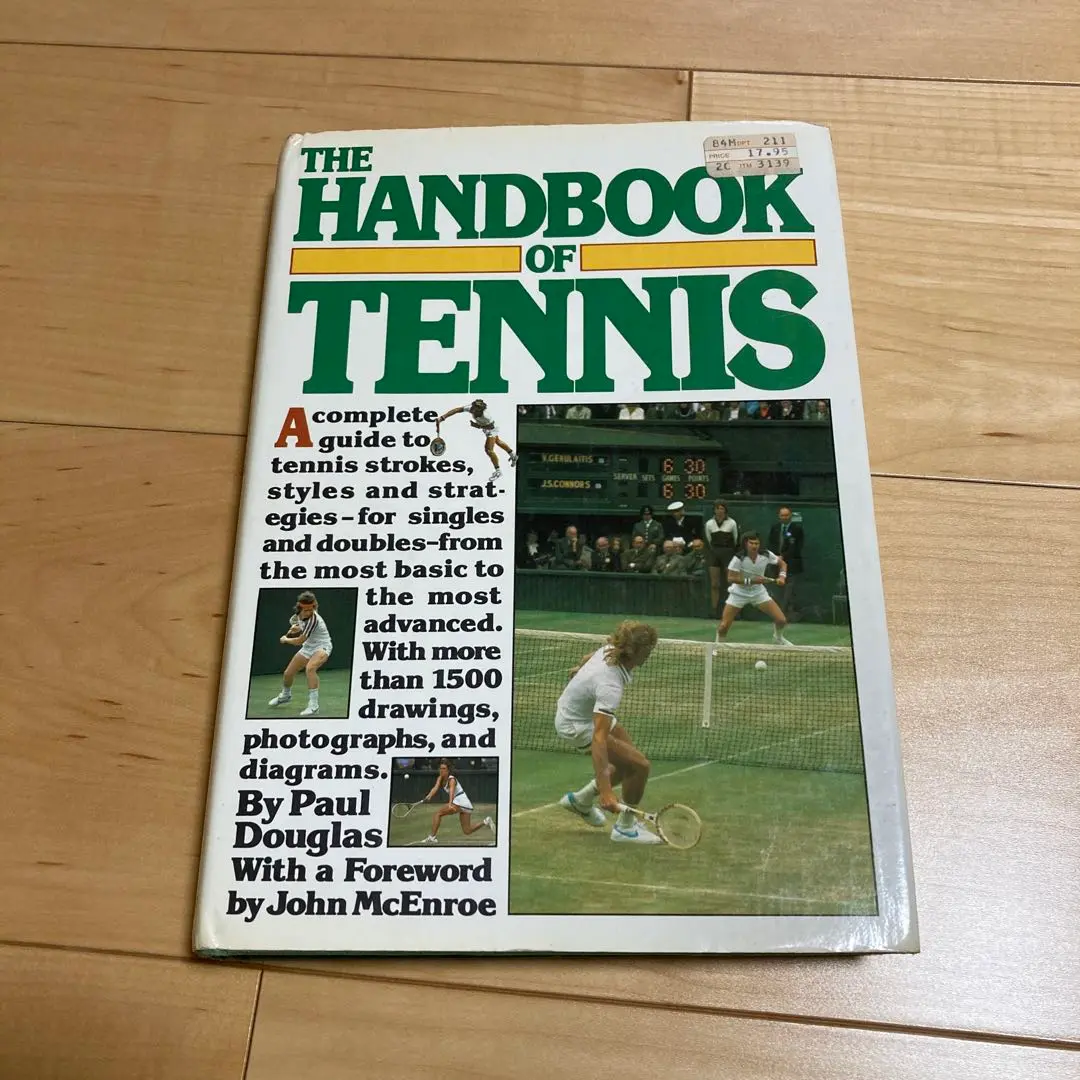 THE
HANDBOOK
OF
TENNIS
84M DPT 211
PRICE 17.95
2C ITM 3139
A complete
guide to
tennis strokes,
styles and strat-
egies-for singles
and doubles-from
the most basic to
the most
advanced.
With more
than 1500
drawings,
photographs, and
diagrams.
By Paul
Douglas
With a Foreword
by John McEnroe
V.GERULAITIS 6 30
SERVER SETS GAMES POINTS
J.S.CONNORS 6 30